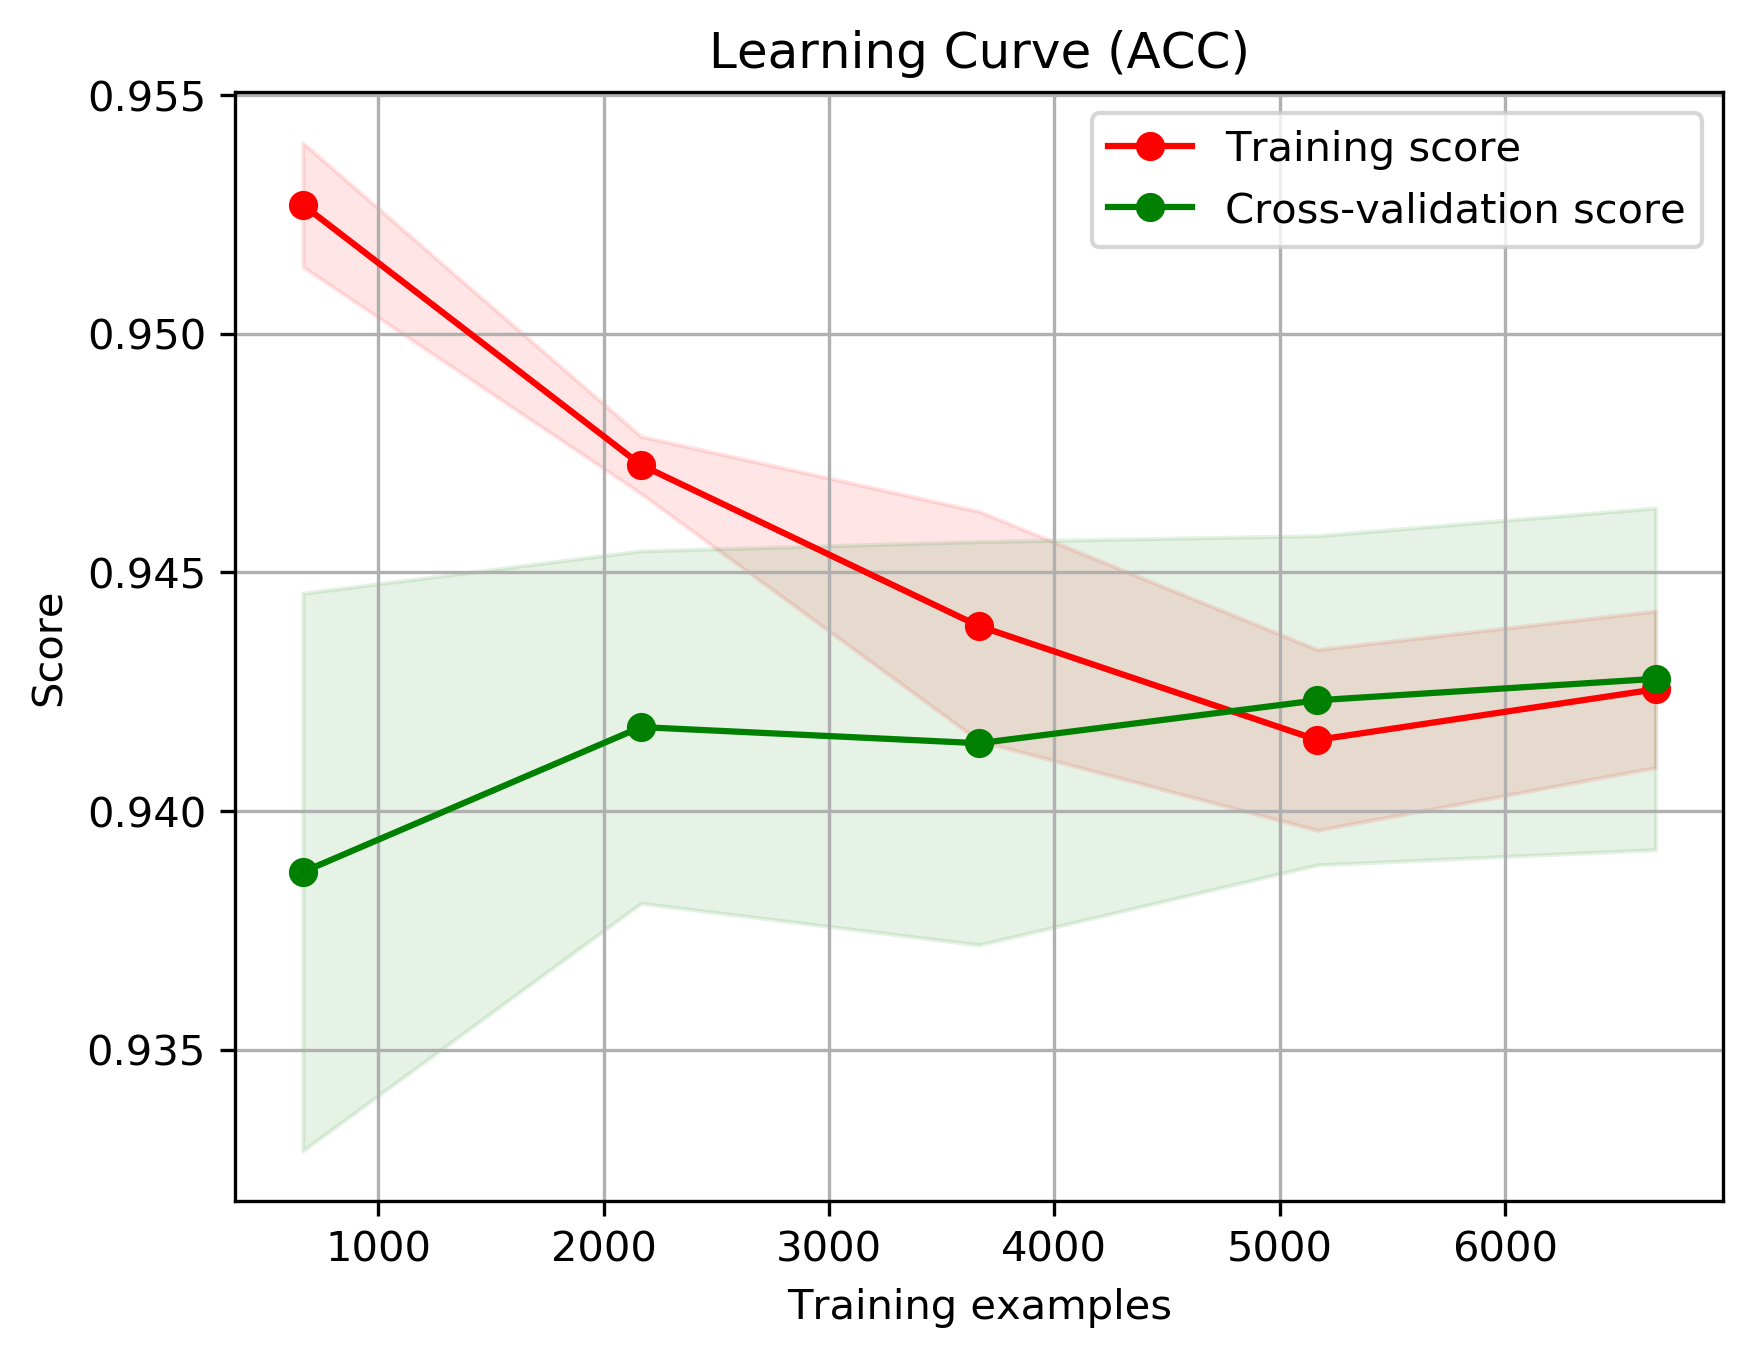 Learning Curve (ACC)
Training score
Cross-validation score
0.955
0.950
0.945
0.940
0.935
Score
1000 2000 3000 4000 5000 6000
Training examples